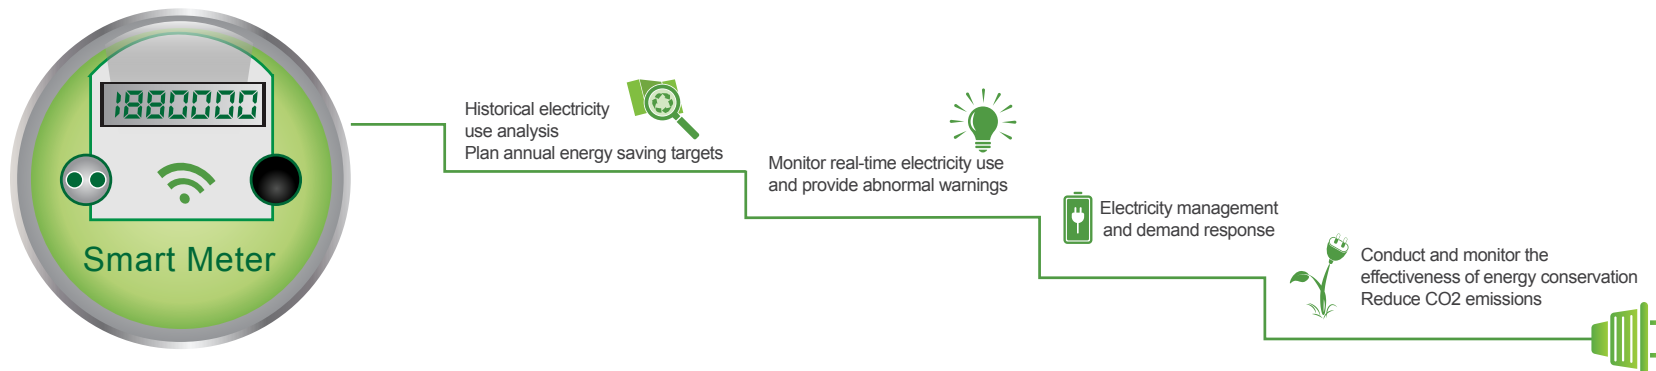 1880000
Smart Meter
Historical electricity
use analysis
Plan annual energy saving targets
Monitor real-time electricity use
and provide abnormal warnings
Electricity management
and demand response
Conduct and monitor the
effectiveness of energy conservation
Reduce CO2 emissions